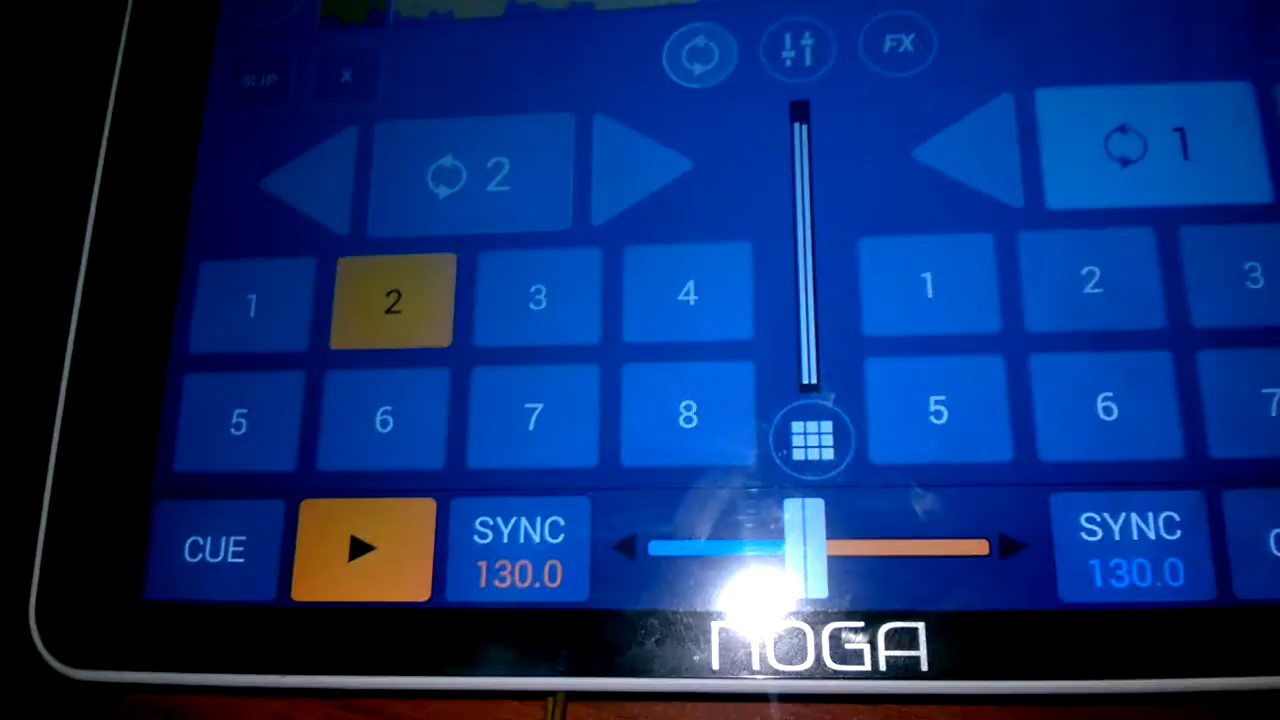 FX
SLIP X
2 1
1 2 3 4 1 2 3
5 6 7 8 5 6 7
CUE SYNC SYNC
130.0 130.0
NOGA